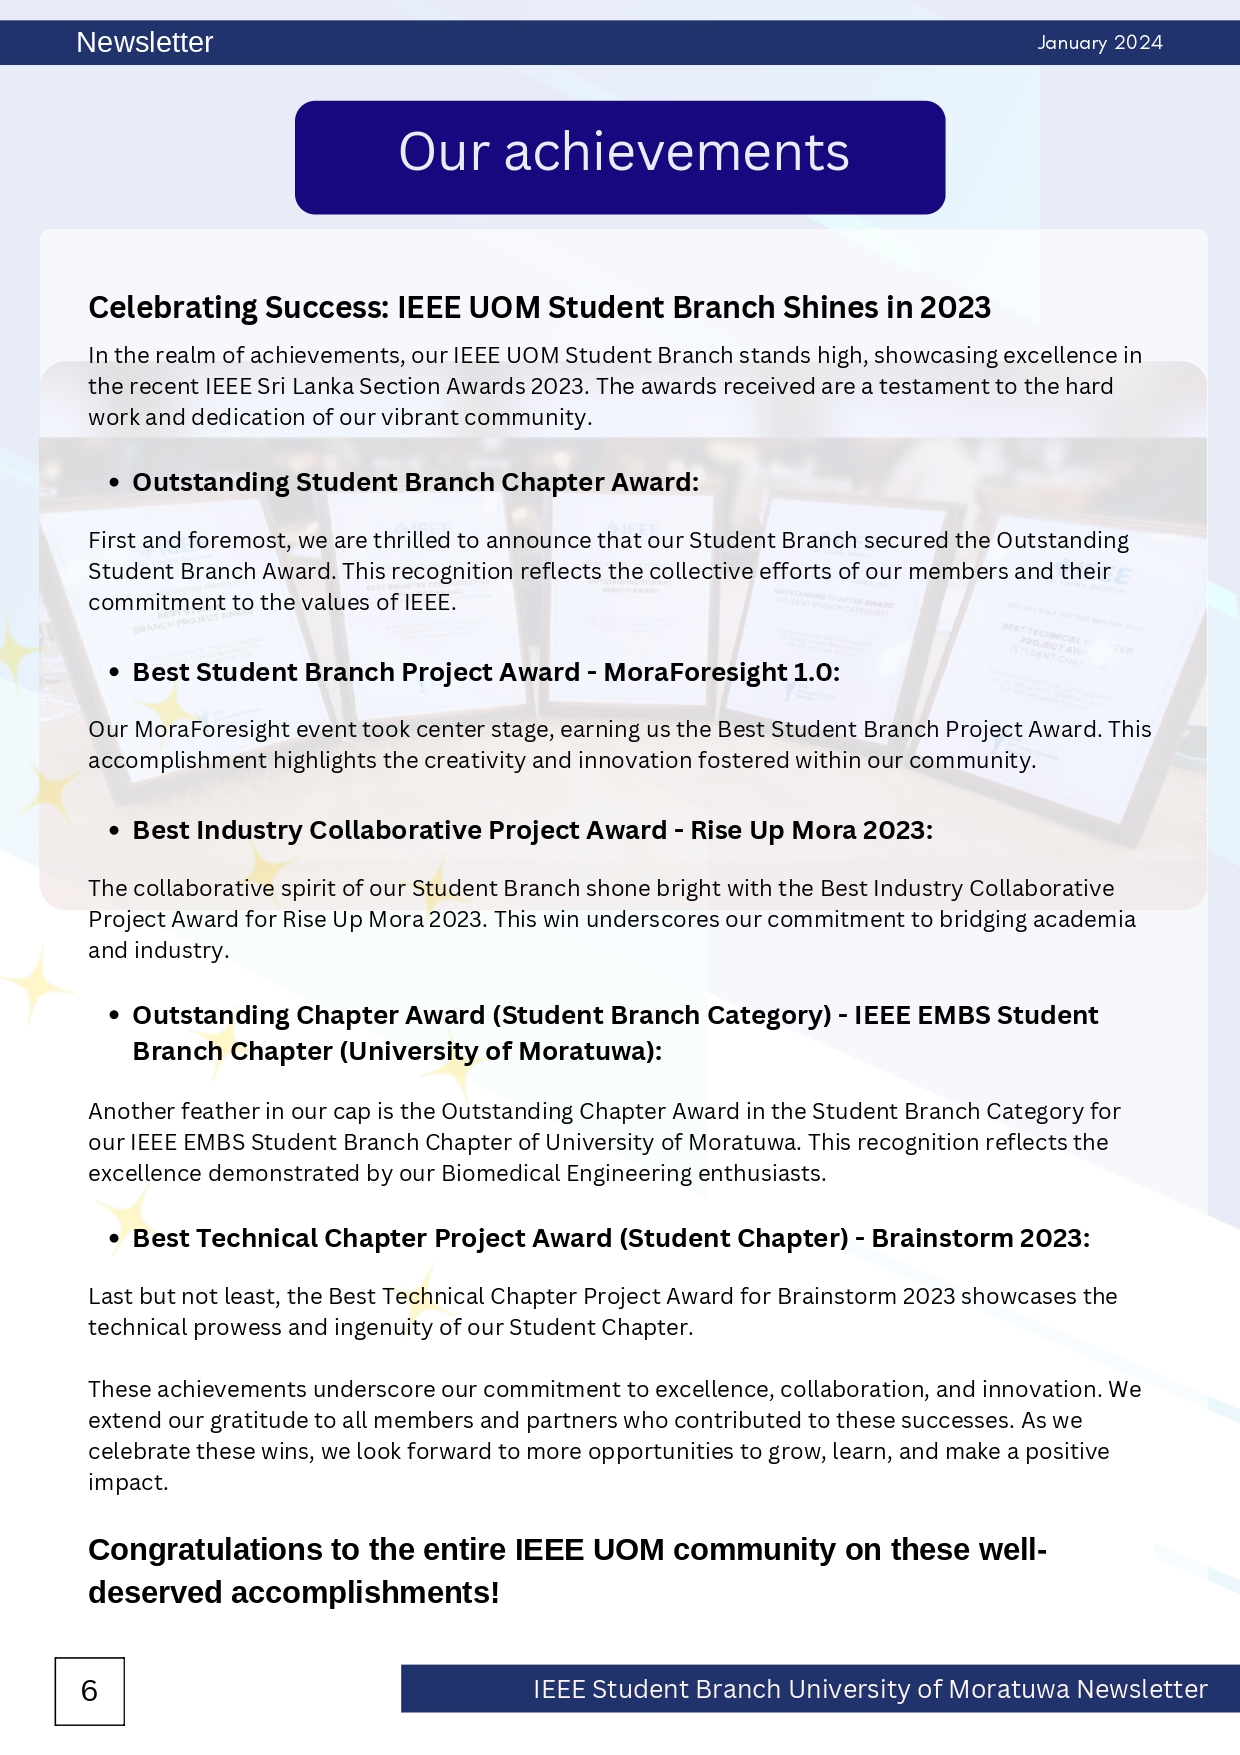 Newsletter
January 2024
Our achievements
Celebrating Success: IEEE UOM Student Branch Shines in 2023
In the realm of achievements, our IEEE UOM Student Branch stands high, showcasing excellence in
the recent IEEE Sri Lanka Section Awards 2023. The awards received are a testament to the hard
work and dedication of our vibrant community.
• Outstanding Student Branch Chapter Award:
First and foremost, we are thrilled to announce that our Student Branch secured the Outstanding
Student Branch Award. This recognition reflects the collective efforts of our members and their
commitment to the values of IEEE.
• Best Student Branch Project Award - MoraForesight 1.0:
Our MoraForesight event took center stage, earning us the Best Student Branch Project Award. This
accomplishment highlights the creativity and innovation fostered within our community.
• Best Industry Collaborative Project Award - Rise Up Mora 2023:
The collaborative spirit of our Student Branch shone bright with the Best Industry Collaborative
Project Award for Rise Up Mora 2023. This win underscores our commitment to bridging academia
and industry.
• Outstanding Chapter Award (Student Branch Category) - IEEE EMBS Student
Branch Chapter (University of Moratuwa):
Another feather in our cap is the Outstanding Chapter Award in the Student Branch Category for
our IEEE EMBS Student Branch Chapter of University of Moratuwa. This recognition reflects the
excellence demonstrated by our Biomedical Engineering enthusiasts.
• Best Technical Chapter Project Award (Student Chapter) - Brainstorm 2023:
Last but not least, the Best Technical Chapter Project Award for Brainstorm 2023 showcases the
technical prowess and ingenuity of our Student Chapter.
These achievements underscore our commitment to excellence, collaboration, and innovation. We
extend our gratitude to all members and partners who contributed to these successes. As we
celebrate these wins, we look forward to more opportunities to grow, learn, and make a positive
impact.
Congratulations to the entire IEEE UOM community on these well-
deserved accomplishments!
6
IEEE Student Branch University of Moratuwa Newsletter